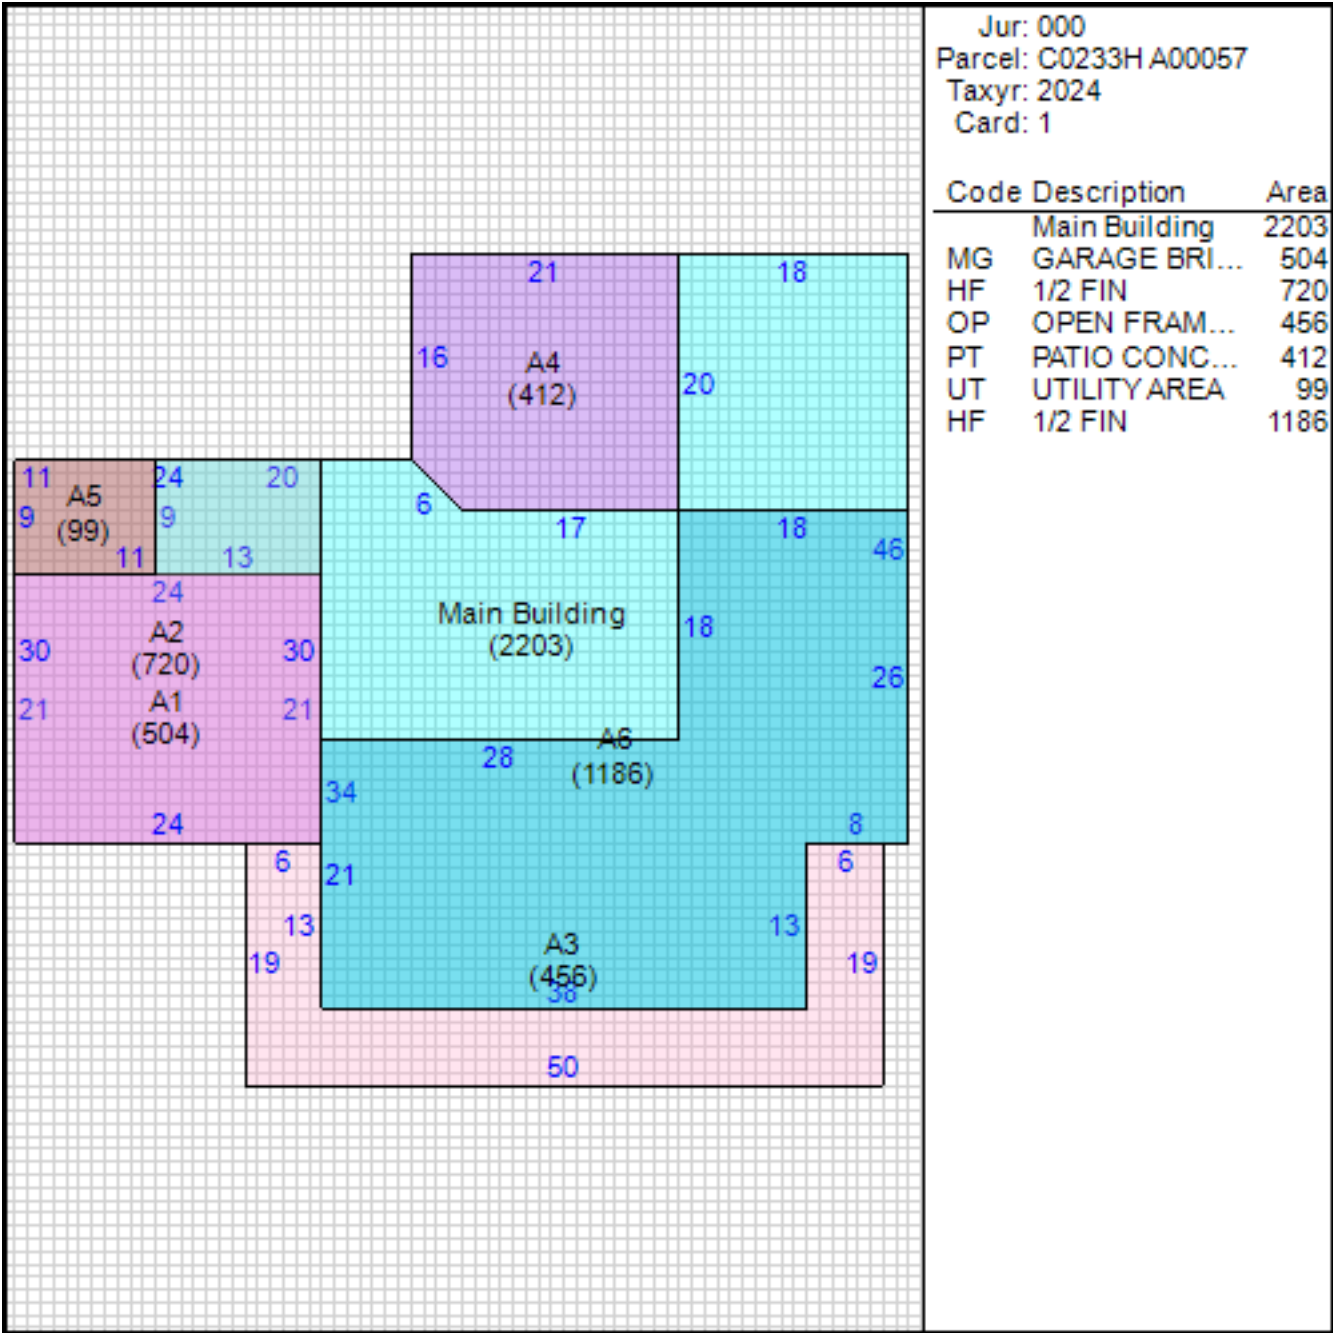 Jur: 000
Parcel: C0233H A00057
Taxyr: 2024
Card: 1
Code Description Area
Main Building 2203
MG GARAGE BRI... 504
HF 1/2 FIN 720
OP OPEN FRAM... 456
PT PATIO CONC... 412
UT UTILITY AREA 99
HF 1/2 FIN 1186
21 18
16
A4
(412)
20
11 24 20
A5
(99)
9 9
6
11 13
17 18
46
24
A2
(720)
30 30
Main Building
(2203)
18
26
A1
(504)
21 21
28
A6
(1186)
34
24
8
6 21 6
13 13
19 19
A3
(456)
38
50